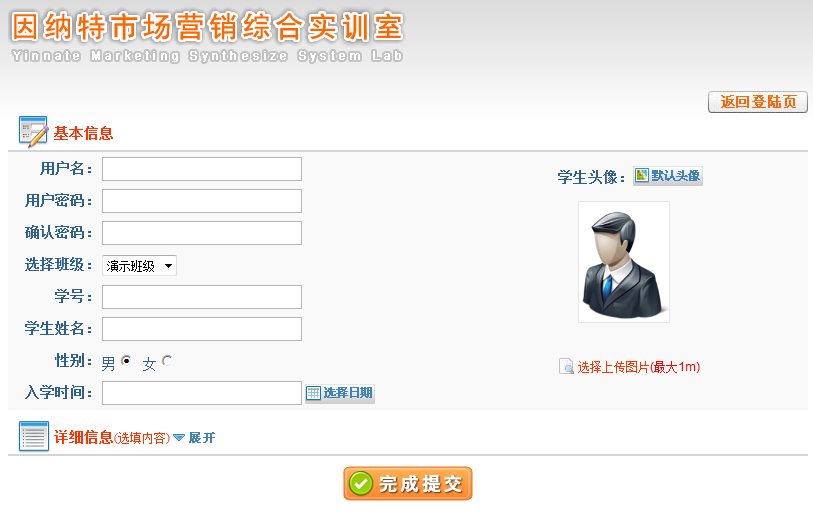 因纳特市场营销综合实训室
Yinnate Marketing Synthesize System Lab
返回登陆页
基本信息
用户名：
学生头像： 默认头像
用户密码：
确认密码：
选择班级： 演示班级
学号：
学生姓名：
性别： 男 女
选择上传图片(最大1m)
入学时间： 选择日期
详细信息(选填内容) 展开
完成提交